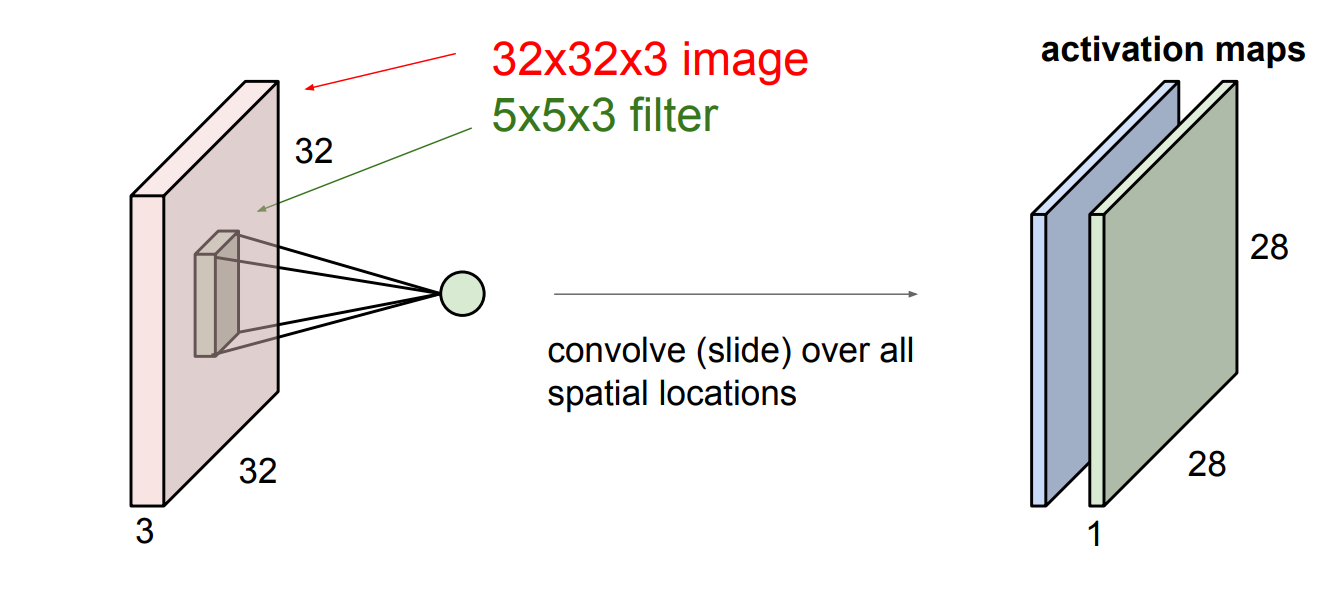 32x32x3 image
5x5x3 filter
32
32
3
convolve (slide) over all
spatial locations
activation maps
28
28
1